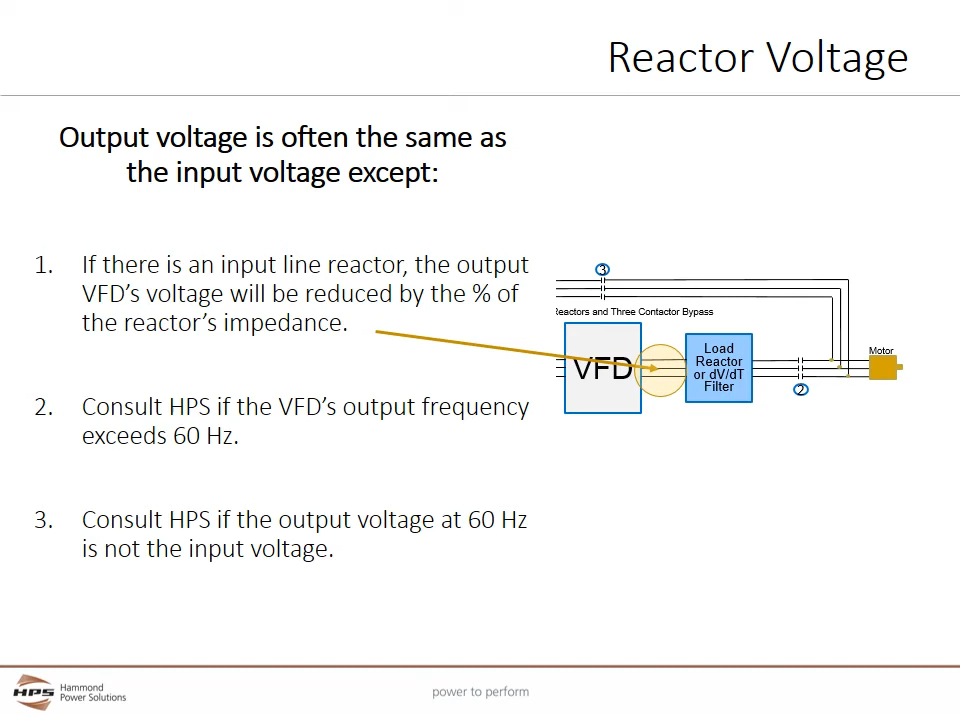 Reactor Voltage
Output voltage is often the same as
the input voltage except:
1. If there is an input line reactor, the output
VFD’s voltage will be reduced by the % of
the reactor’s impedance.
2. Consult HPS if the VFD’s output frequency
exceeds 60 Hz.
3. Consult HPS if the output voltage at 60 Hz
is not the input voltage.
3
Reactors and Three Contactor Bypass
VFD
Load
Reactor
or dV/dT
Filter
Motor
2
HPS
Hammond
Power Solutions
power to perform